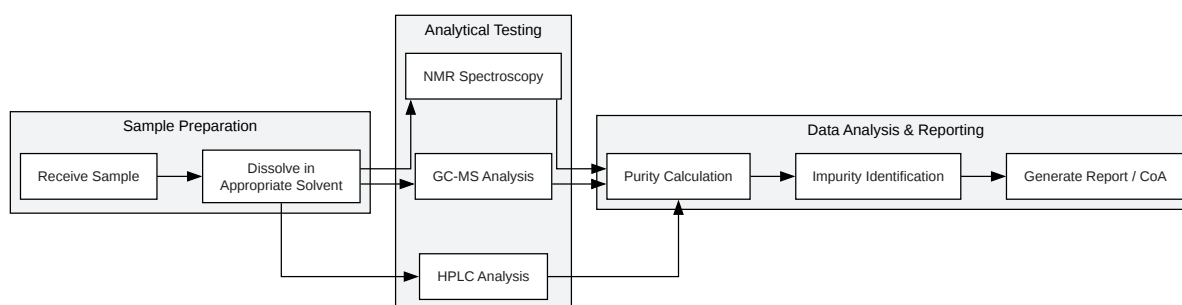 Sample Preparation
Receive Sample
Dissolve in
Appropriate Solvent
Analytical Testing
NMR Spectroscopy
GC-MS Analysis
HPLC Analysis
Data Analysis & Reporting
Purity Calculation
Impurity Identification
Generate Report / CoA